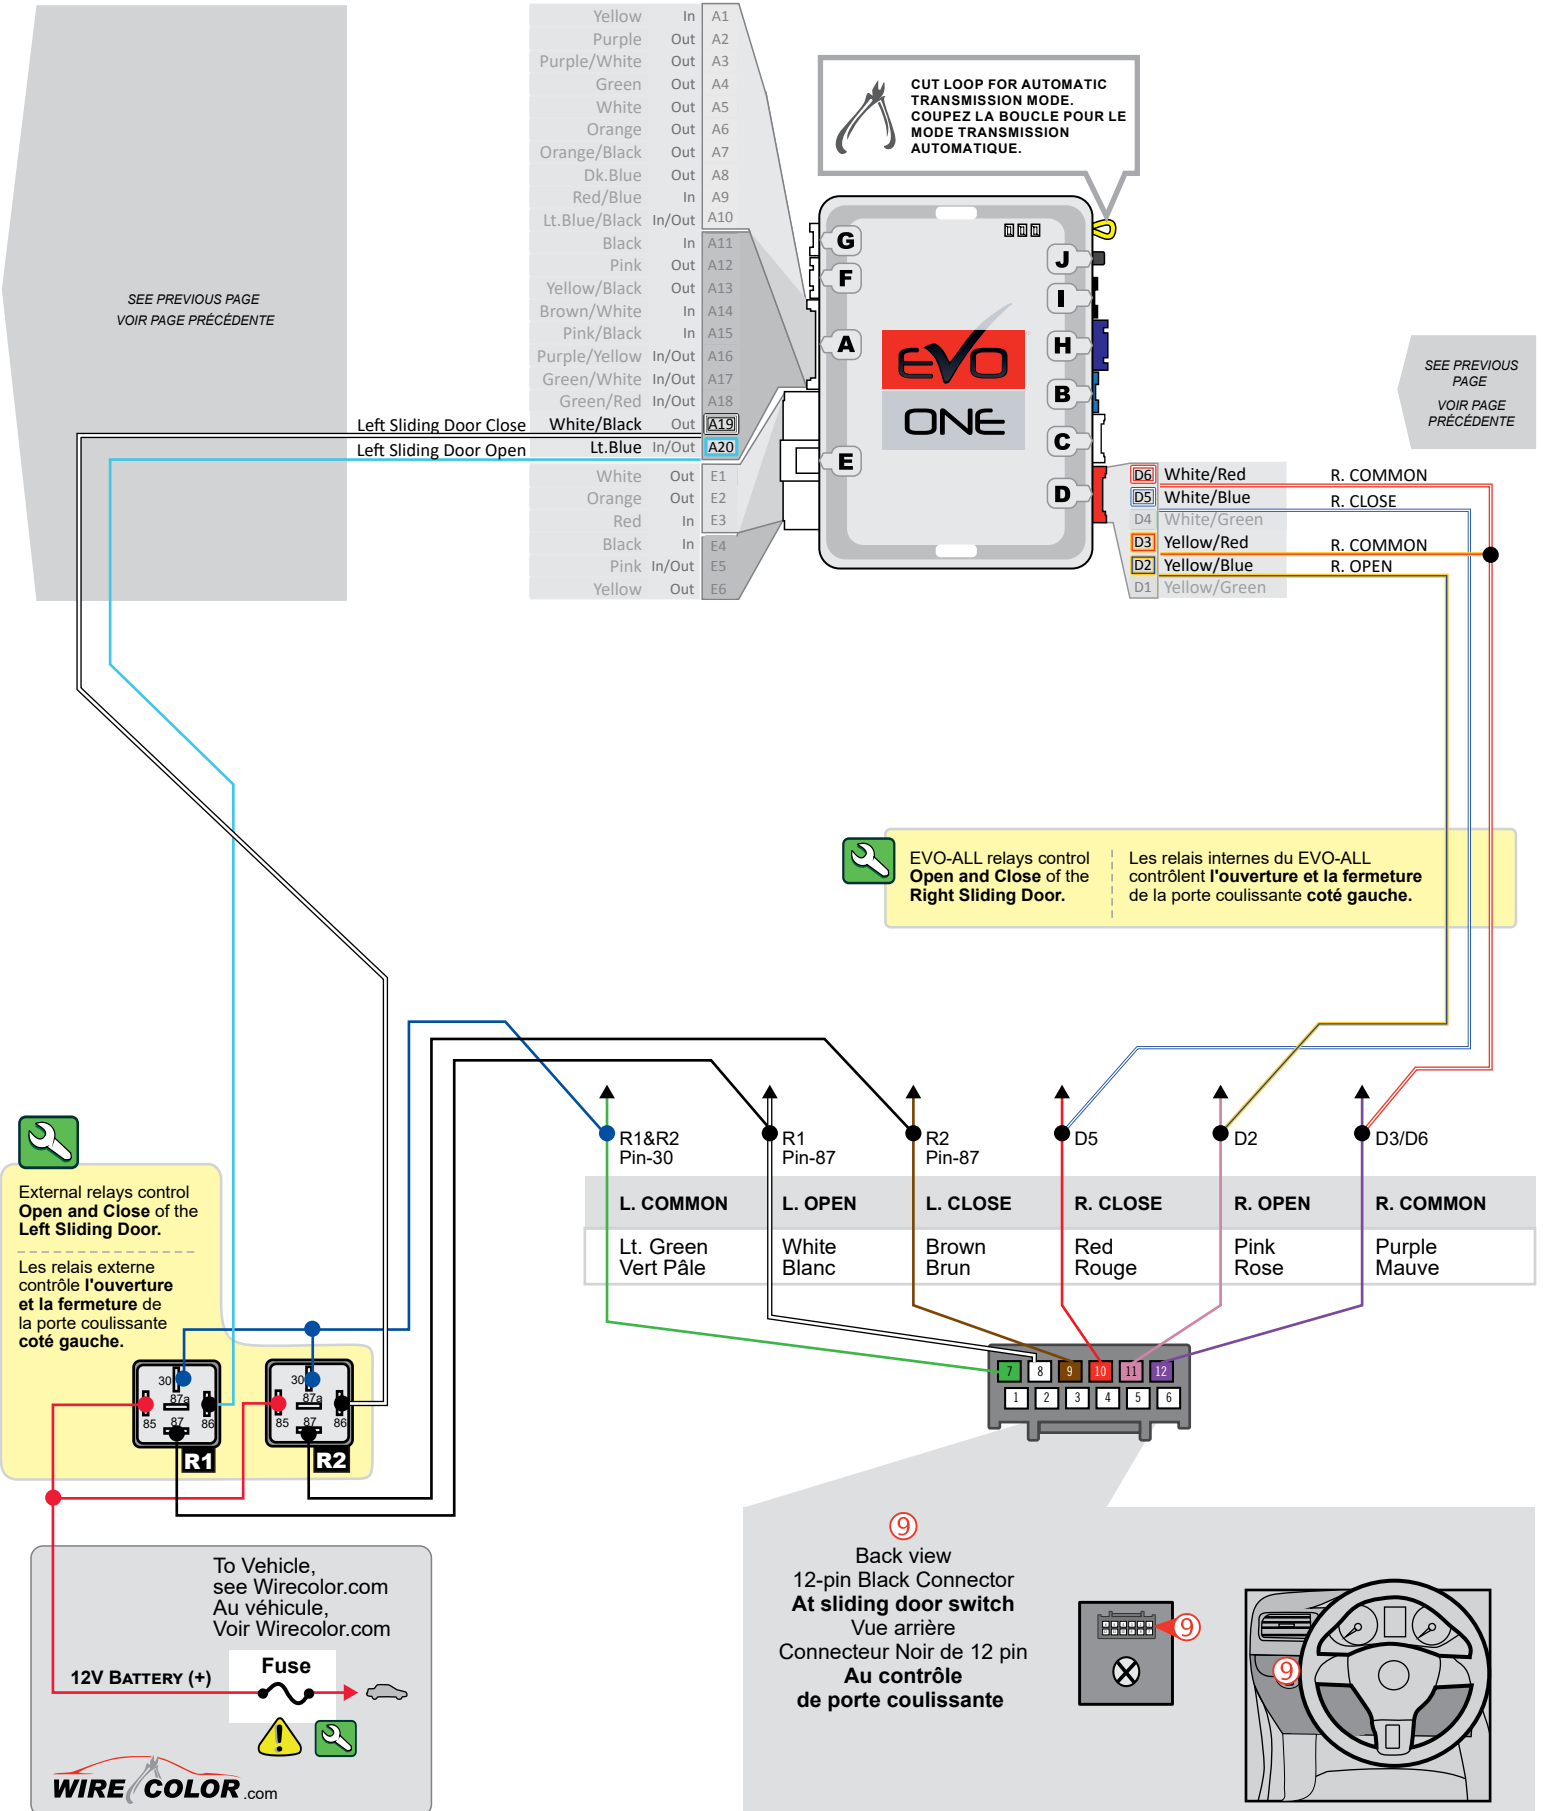 SEE PREVIOUS PAGE
VOIR PAGE PRÉCÉDENTE
Yellow In A1
Purple Out A2
Purple/White Out A3
Green Out A4
White Out A5
Orange Out A6
Orange/Black Out A7
Dk.Blue Out A8
Red/Blue In A9
Lt.Blue/Black In/Out A10
Black In A11
Pink Out A12
Yellow/Black Out A13
Brown/White In A14
Pink/Black In A15
Purple/Yellow In/Out A16
Green/White In/Out A17
Green/Red In/Out A18
Left Sliding Door Close White/Black Out A19
Left Sliding Door Open Lt.Blue In/Out A20
White Out E1
Orange Out E2
Red In E3
Black In E4
Pink In/Out E5
Yellow Out E6
CUT LOOP FOR AUTOMATIC
TRANSMISSION MODE.
COUPEZ LA BOUCLE POUR LE
MODE TRANSMISSION
AUTOMATIQUE.
G
F
A
E
J
I
H
B
C
D
EVO
ONE
SEE PREVIOUS
PAGE
VOIR PAGE
PRÉCÉDENTE
D6 White/Red R. COMMON
D5 White/Blue R. CLOSE
D4 White/Green
D3 Yellow/Red R. COMMON
D2 Yellow/Blue R. OPEN
D1 Yellow/Green
EVO-ALL relays control
Open and Close of the
Right Sliding Door.
Les relais internes du EVO-ALL
contrôlent l'ouverture et la fermeture
de la porte coulissante coté gauche.
R1&R2
Pin-30
R1
Pin-87
R2
Pin-87
D5
D2
D3/D6
L. COMMON L. OPEN L. CLOSE R. CLOSE R. OPEN R. COMMON
Lt. Green White Brown Red Pink Purple
Vert Pâle Blanc Brun Rouge Rose Mauve
External relays control
Open and Close of the
Left Sliding Door.
Les relais externe
contrôle l'ouverture
et la fermeture de
la porte coulissante
coté gauche.
30
87a
85 87 86
R1
30
87a
85 87 86
R2
7 8 9 10 11 12
1 2 3 4 5 6
9
Back view
12-pin Black Connector
At sliding door switch
Vue arrière
Connecteur Noir de 12 pin
Au contrôle
de porte coulissante
9
9
To Vehicle,
see Wirecolor.com
Au véhicule,
Voir Wirecolor.com
12V BATTERY (+)
Fuse
WIRE COLOR .com